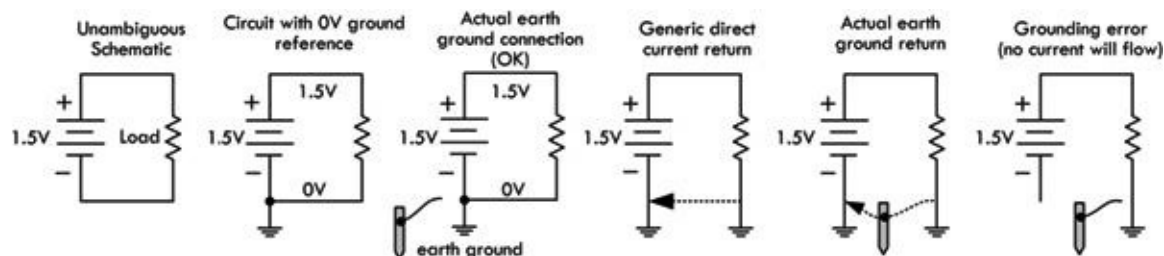 Unambiguous
Schematic
+
1.5V
Load
−
Circuit with 0V ground
reference
+
1.5V
1.5V
−
0V
Actual earth
ground connection
(OK)
+
1.5V
1.5V
−
0V
earth ground
Generic direct
current return
+
1.5V
−
Actual earth
ground return
+
1.5V
−
Grounding error
(no current will flow)
+
1.5V
−